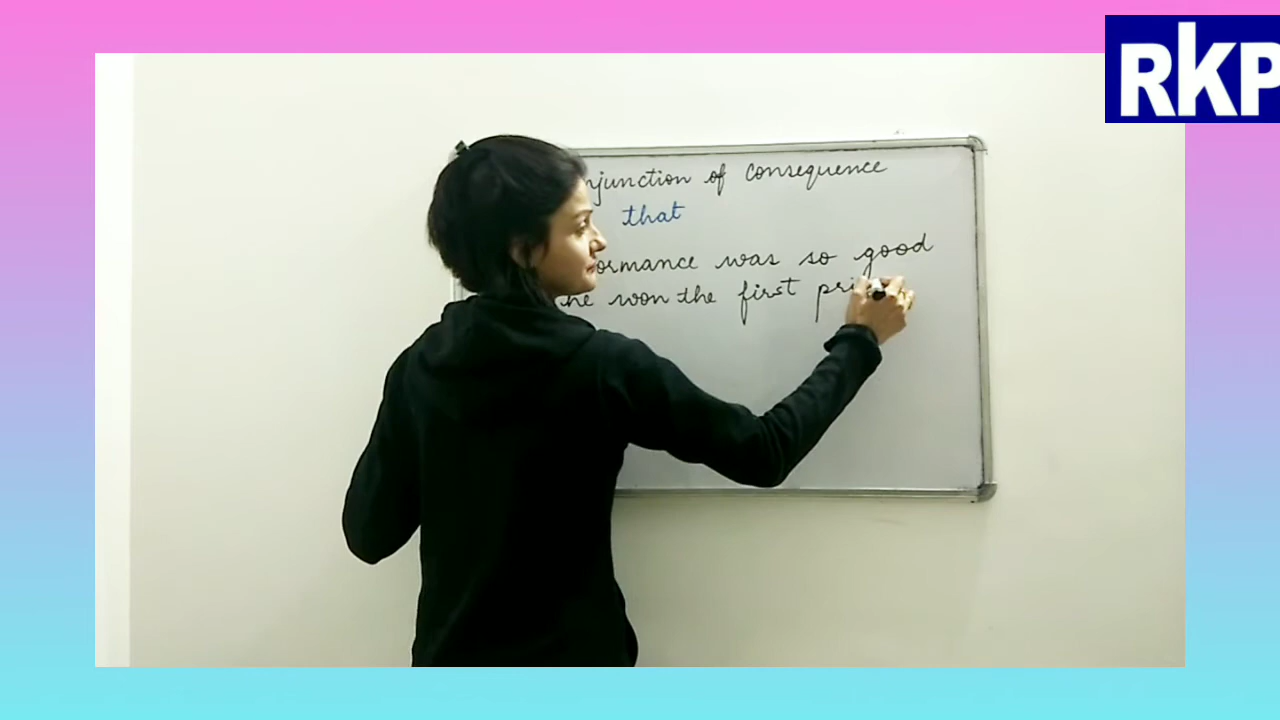 RKP
njunction of consequence
that
ormance was so good
he won the first pri